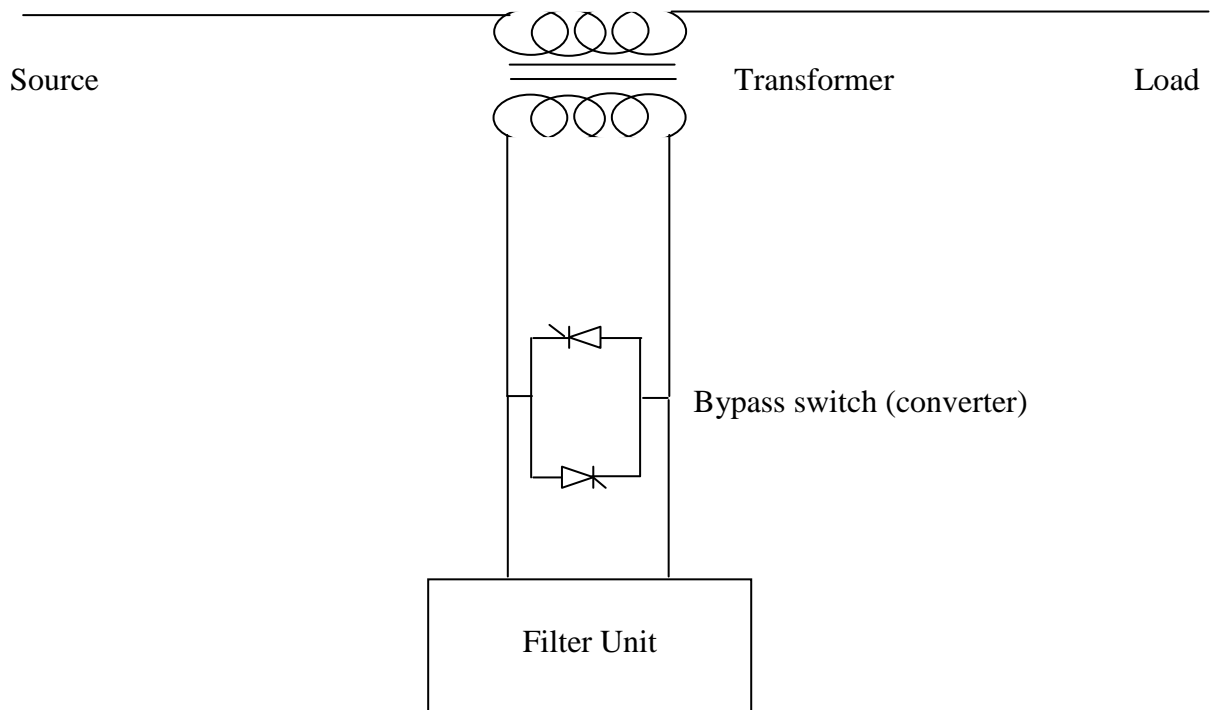 Source
Transformer
Load
Bypass switch (converter)
Filter Unit